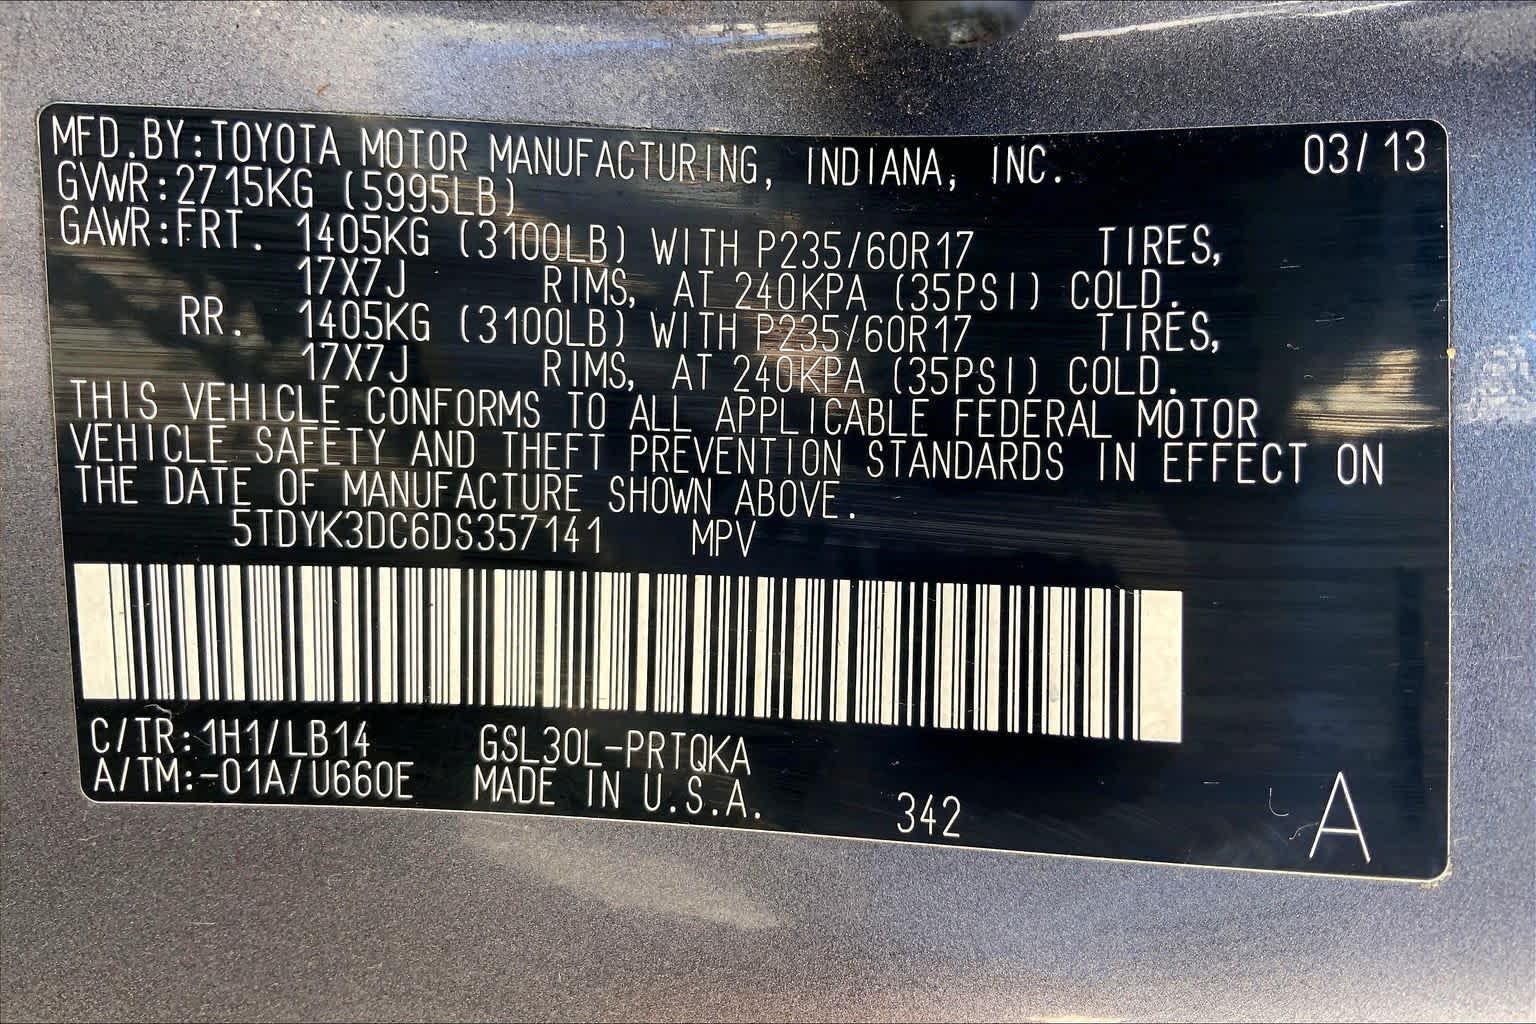 MFD.BY:TOYOTA MOTOR MANUFACTURING, INDIANA, INC. 03/13
GVWR:2715KG (5995LB)
GAWR:FRT. 1405KG (3100LB) WITH P235/60R17 TIRES,
17X7J RIMS, AT 240KPA (35PSI) COLD.
RR. 1405KG (3100LB) WITH P235/60R17 TIRES,
17X7J RIMS, AT 240KPA (35PSI) COLD.
THIS VEHICLE CONFORMS TO ALL APPLICABLE FEDERAL MOTOR
VEHICLE SAFETY AND THEFT PREVENTION STANDARDS IN EFFECT ON
THE DATE OF MANUFACTURE SHOWN ABOVE.
5TDYK3DC6DS357141 MPV
C/TR:1H1/LB14 GSL30L-PRTQKA
A/TM:-01A/U660E MADE IN U.S.A. 342 A